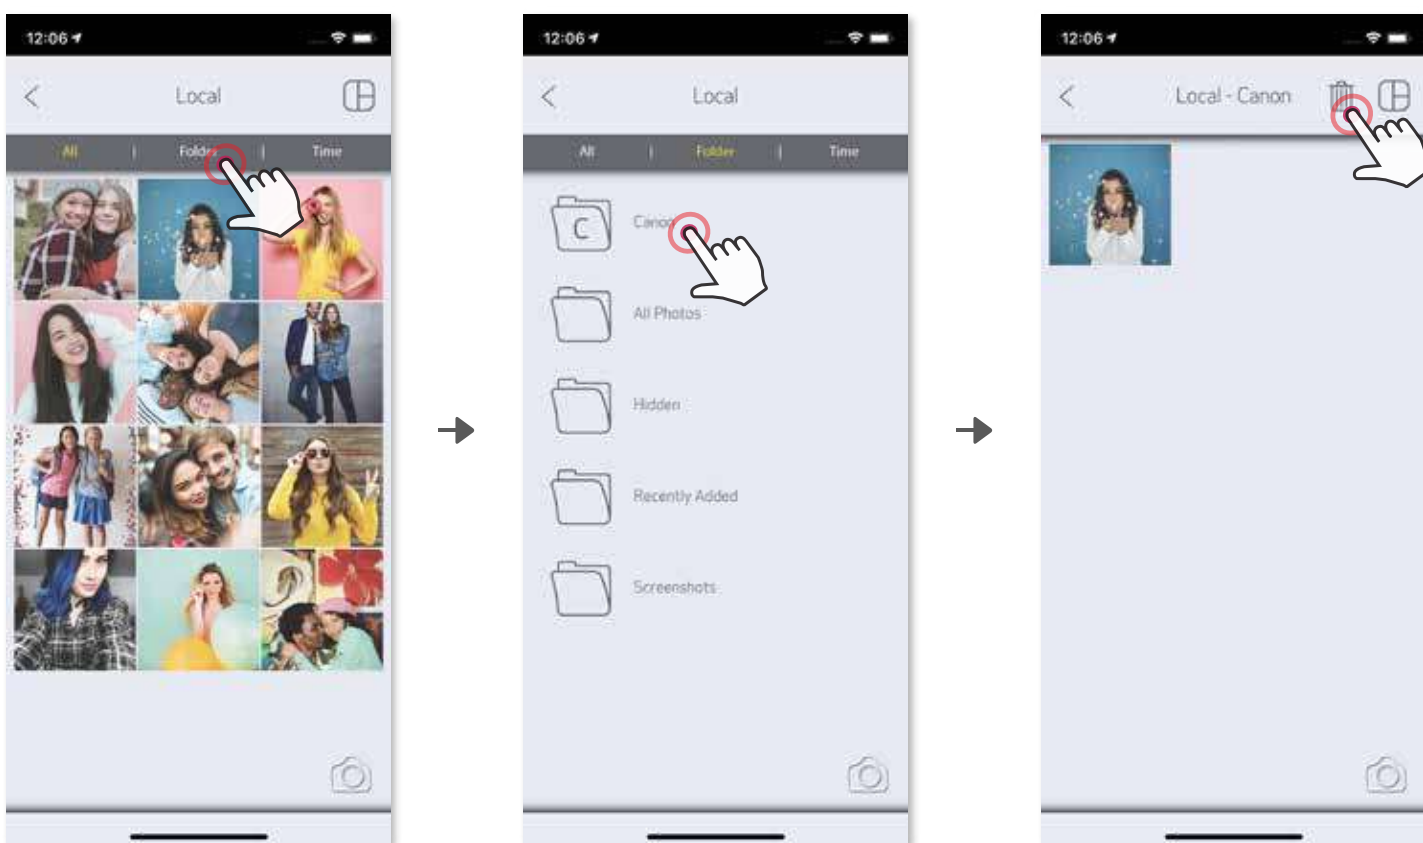 12:06
Local
All | Folder | Time
12:06
Local
All | Folder | Time
C
Canon
All Photos
Hidden
Recently Added
Screenshots
12:06
Local - Canon